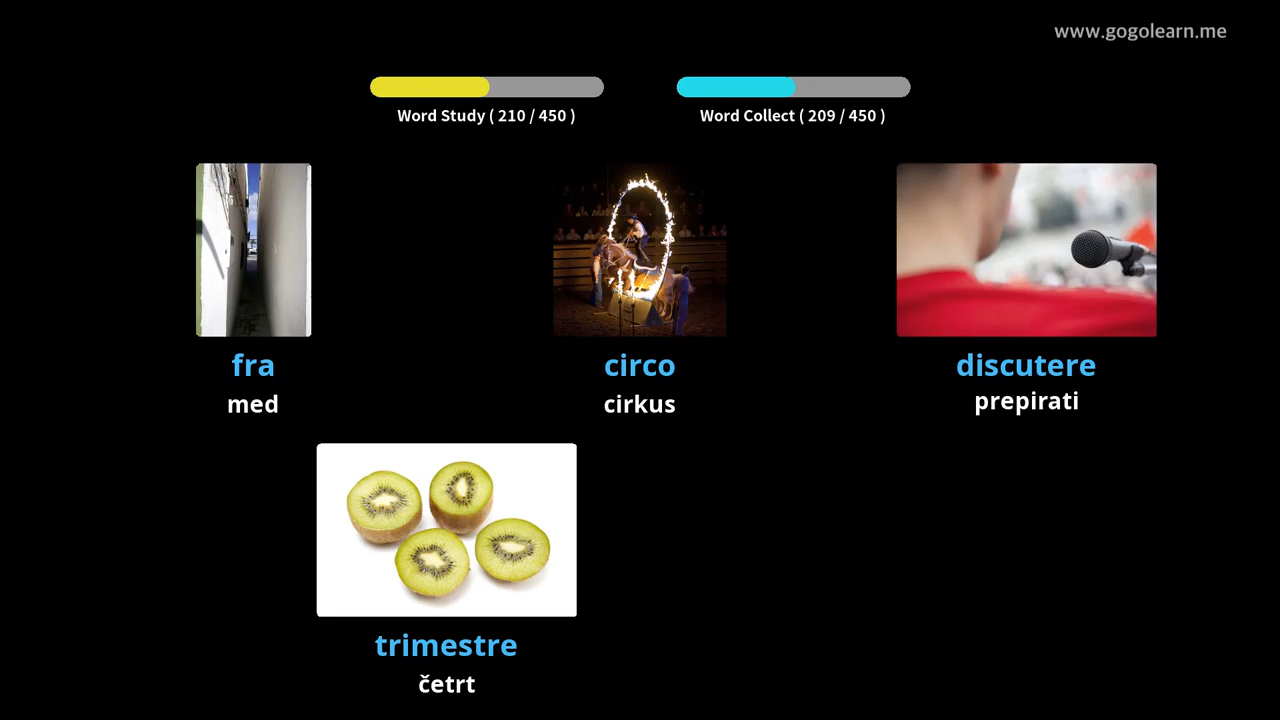 www.gogolearn.me
Word Study ( 210 / 450 )
Word Collect ( 209 / 450 )
fra
med
circo
cirkus
discutere
prepirati
trimestre
četrt